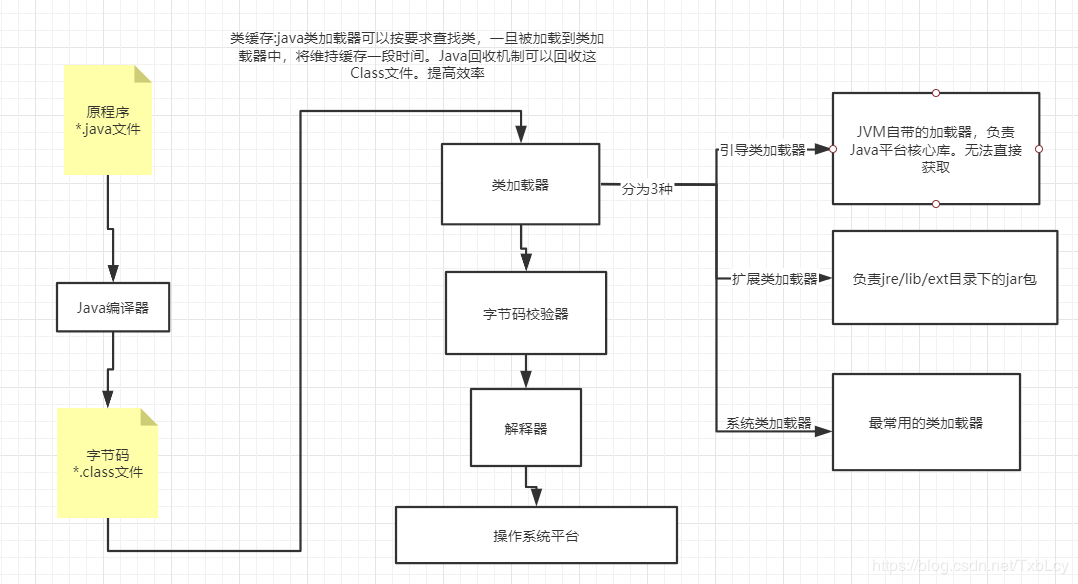 类缓存:java类加载器可以按要求查找类，一旦被加载到类加
载器中，将维持缓存一段时间。Java回收机制可以回收这
Class文件。提高效率
原程序
*.java文件
Java编译器
字节码
*.class文件
类加载器
字节码校验器
解释器
操作系统平台
分为3种
引导类加载器
JVM自带的加载器，负责
Java平台核心库。无法直接
获取
扩展类加载器
负责jre/lib/ext目录下的jar包
系统类加载器
最常用的类加载器
https://blog.csdn.net/TxbLcy